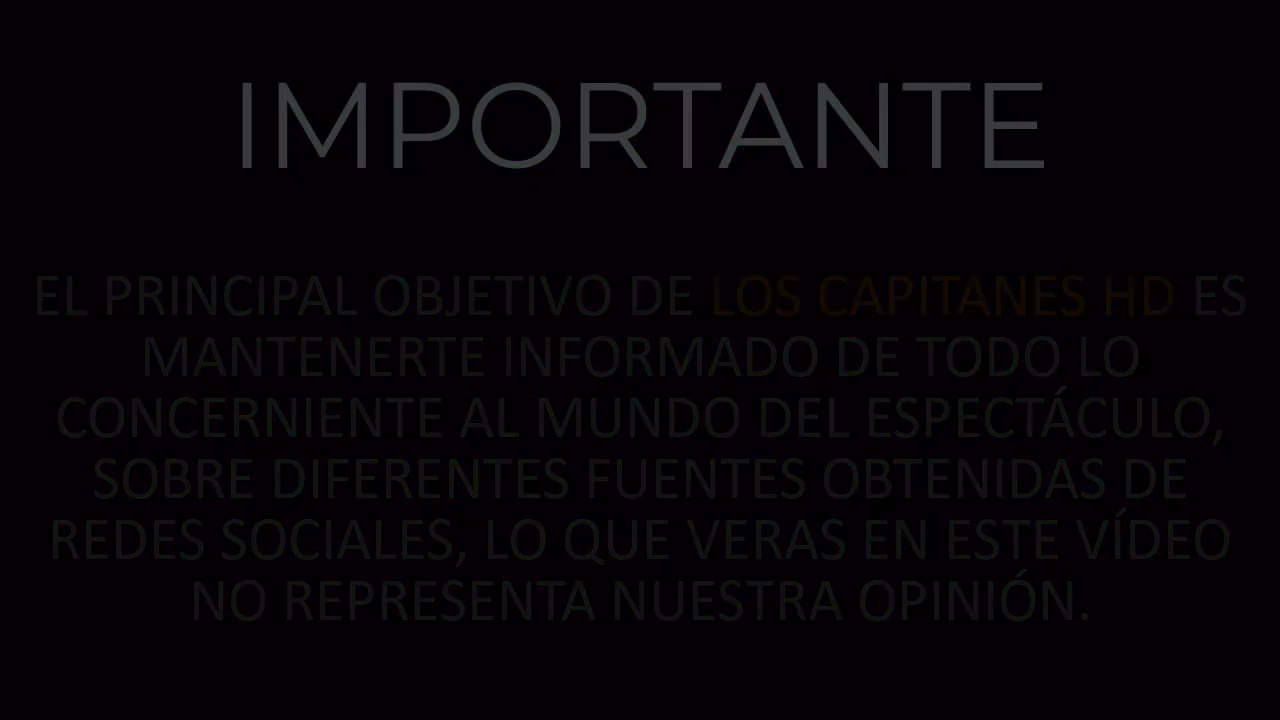 IMPORTANTE
EL PRINCIPAL OBJETIVO DE LOS CAPITANES HD ES
MANTENERTE INFORMADO DE TODO LO
CONCERNIENTE AL MUNDO DEL ESPECTÁCULO,
SOBRE DIFERENTES FUENTES OBTENIDAS DE
REDES SOCIALES, LO QUE VERAS EN ESTE VÍDEO
NO REPRESENTA NUESTRA OPINIÓN.